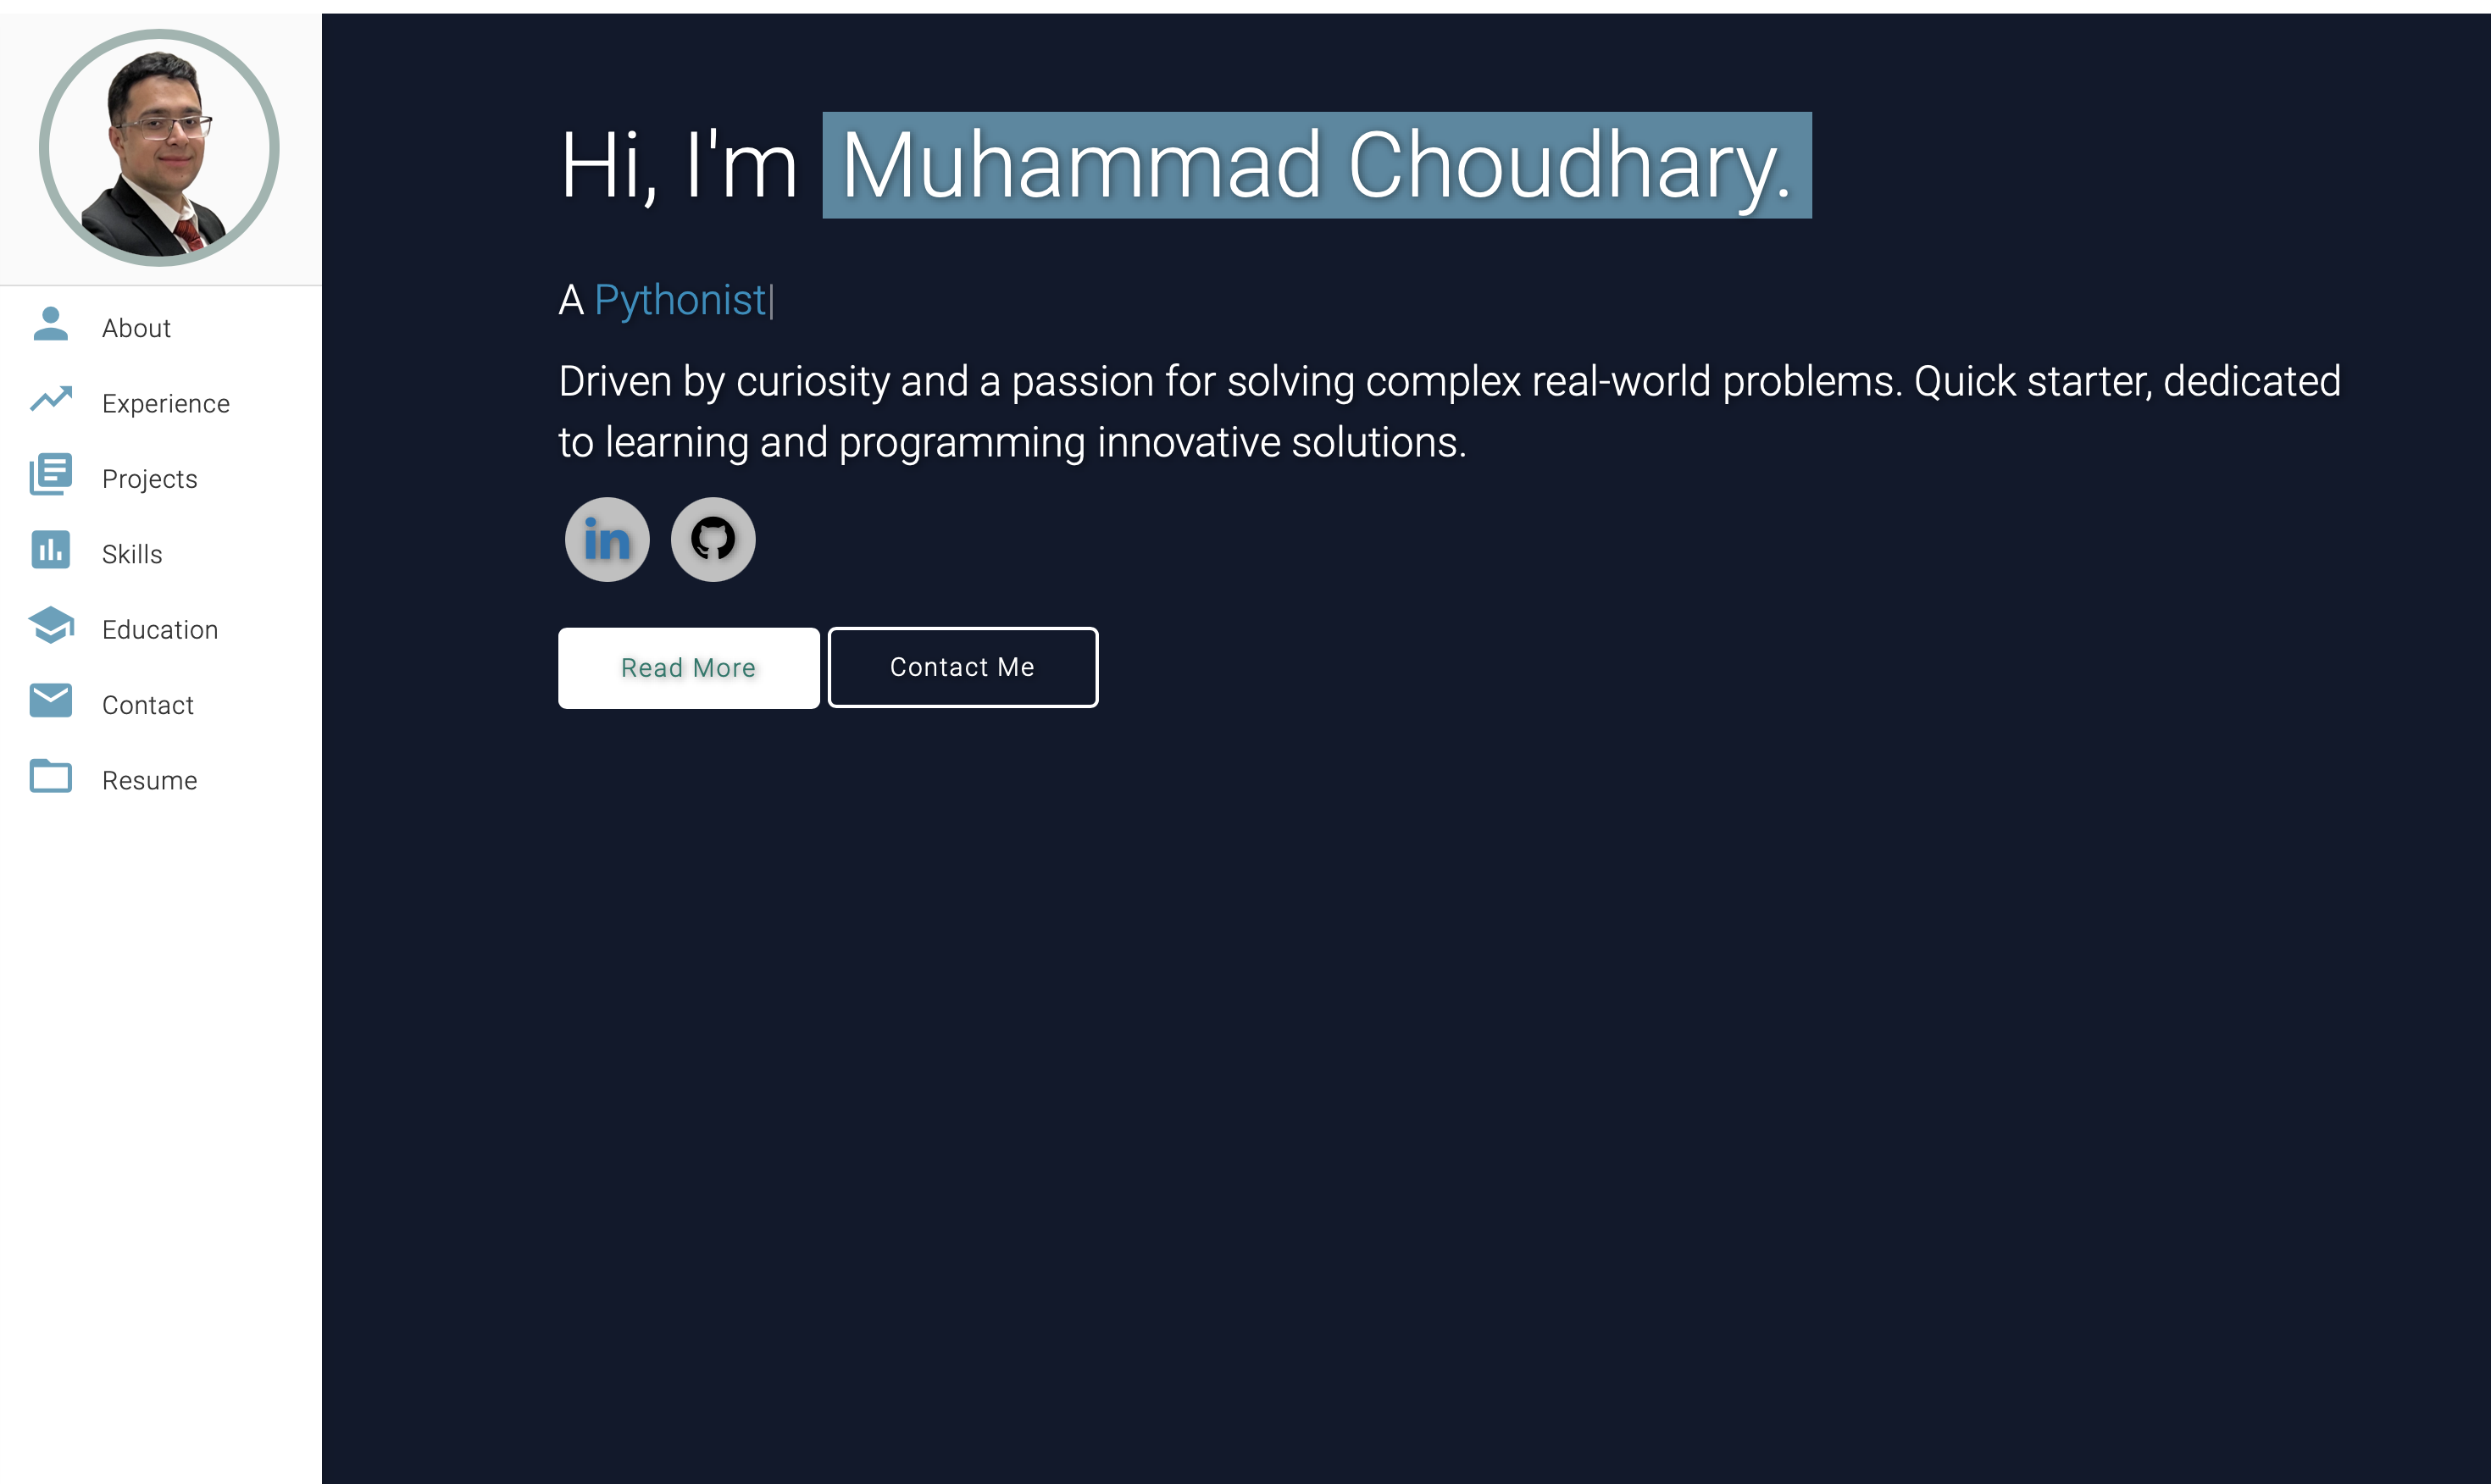 About
Experience
Projects
Skills
Education
Contact
Resume
Hi, I'm Muhammad Choudhary.
A Pythonist
Driven by curiosity and a passion for solving complex real-world problems. Quick starter, dedicated
to learning and programming innovative solutions.
in
Read More
Contact Me